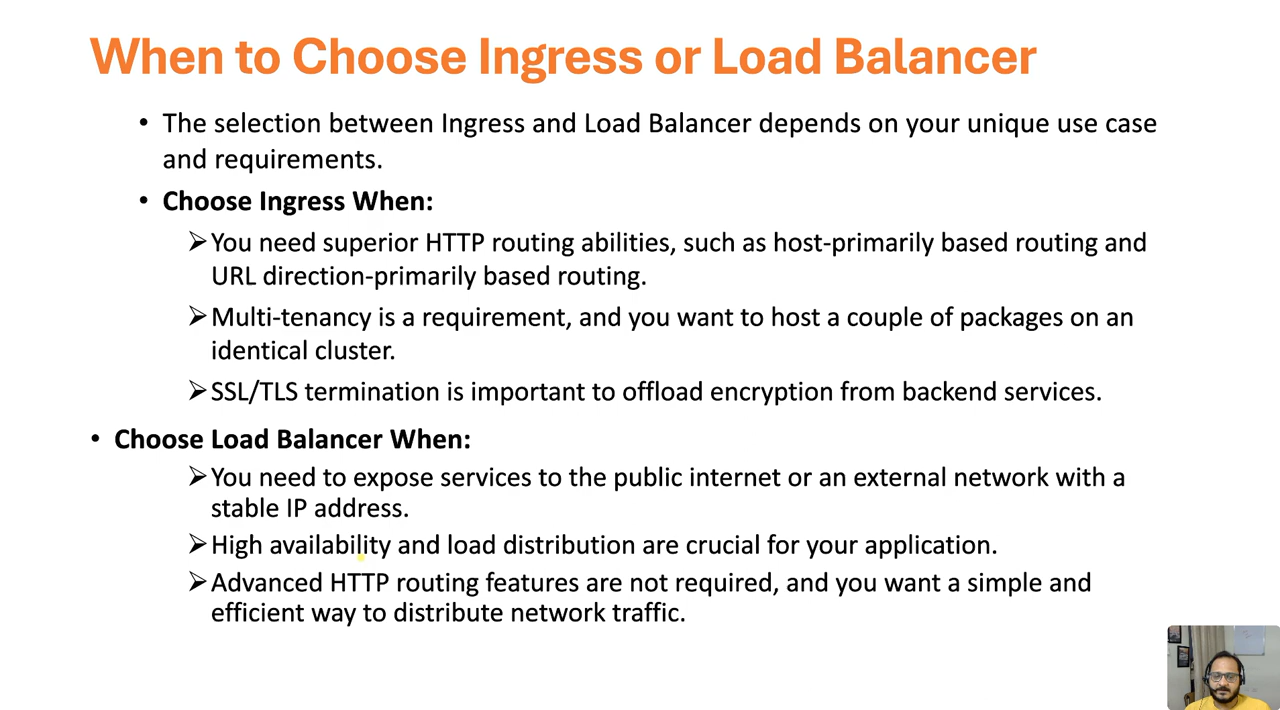 When to Choose Ingress or Load Balancer
• The selection between Ingress and Load Balancer depends on your unique use case
and requirements.
• Choose Ingress When:
➢You need superior HTTP routing abilities, such as host-primarily based routing and
URL direction-primarily based routing.
➢Multi-tenancy is a requirement, and you want to host a couple of packages on an
identical cluster.
➢SSL/TLS termination is important to offload encryption from backend services.
• Choose Load Balancer When:
➢You need to expose services to the public internet or an external network with a
stable IP address.
➢High availability and load distribution are crucial for your application.
➢Advanced HTTP routing features are not required, and you want a simple and
efficient way to distribute network traffic.